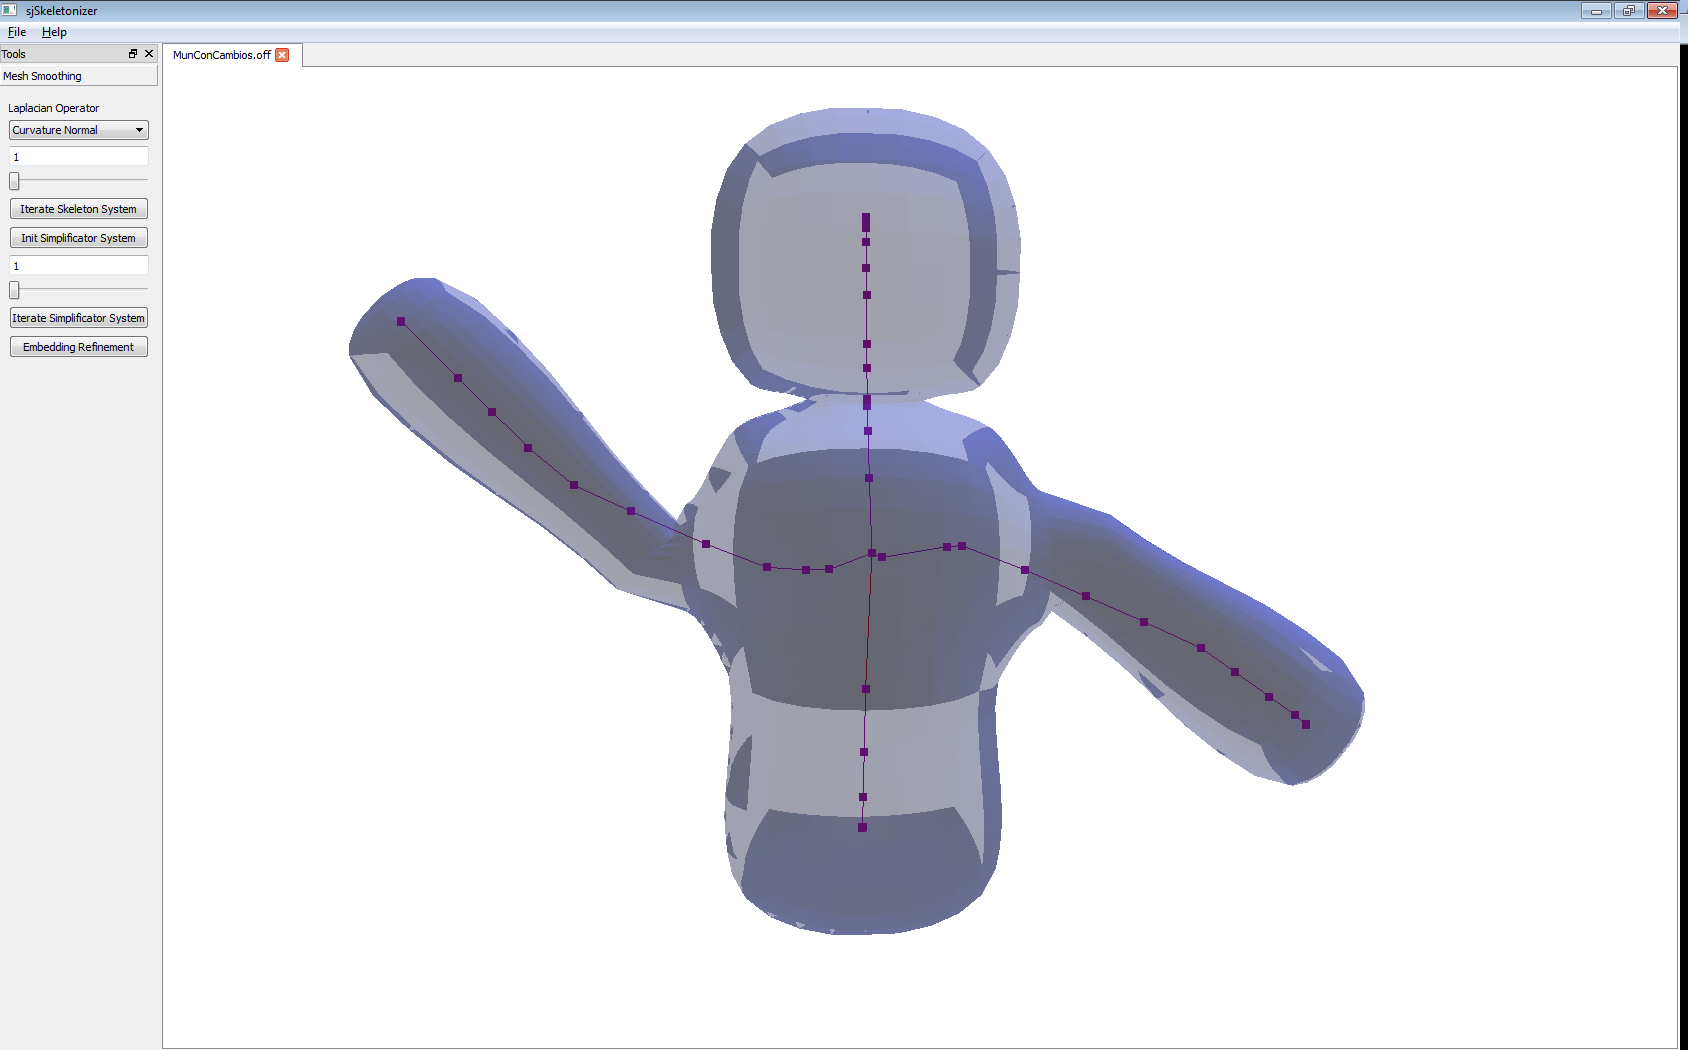 sjSkeletonizer
File Help
Tools
MunConCambios.off
Mesh Smoothing
Laplacian Operator
Curvature Normal
1
Iterate Skeleton System
Init Simplificator System
1
Iterate Simplificator System
Embedding Refinement